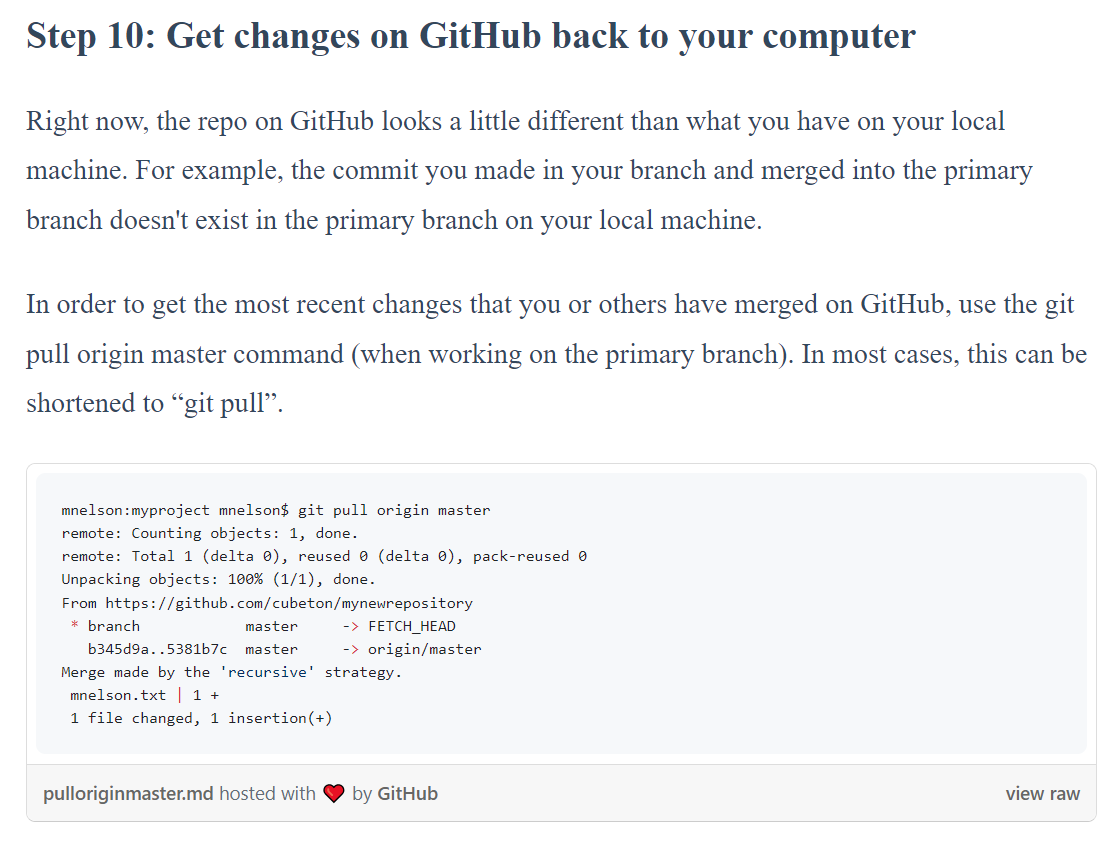 Step 10: Get changes on GitHub back to your computer
Right now, the repo on GitHub looks a little different than what you have on your local
machine. For example, the commit you made in your branch and merged into the primary
branch doesn't exist in the primary branch on your local machine.
In order to get the most recent changes that you or others have merged on GitHub, use the git
pull origin master command (when working on the primary branch). In most cases, this can be
shortened to “git pull”.
mnelson:myproject mnelson$ git pull origin master
remote: Counting objects: 1, done.
remote: Total 1 (delta 0), reused 0 (delta 0), pack-reused 0
Unpacking objects: 100% (1/1), done.
From https://github.com/cubeton/mynewrepository
 * branch            master     -> FETCH_HEAD
   b345d9a..5381b7c  master     -> origin/master
Merge made by the 'recursive' strategy.
 mnelson.txt | 1 +
 1 file changed, 1 insertion(+)
pulloriginmaster.md hosted with ❤ by GitHub view raw